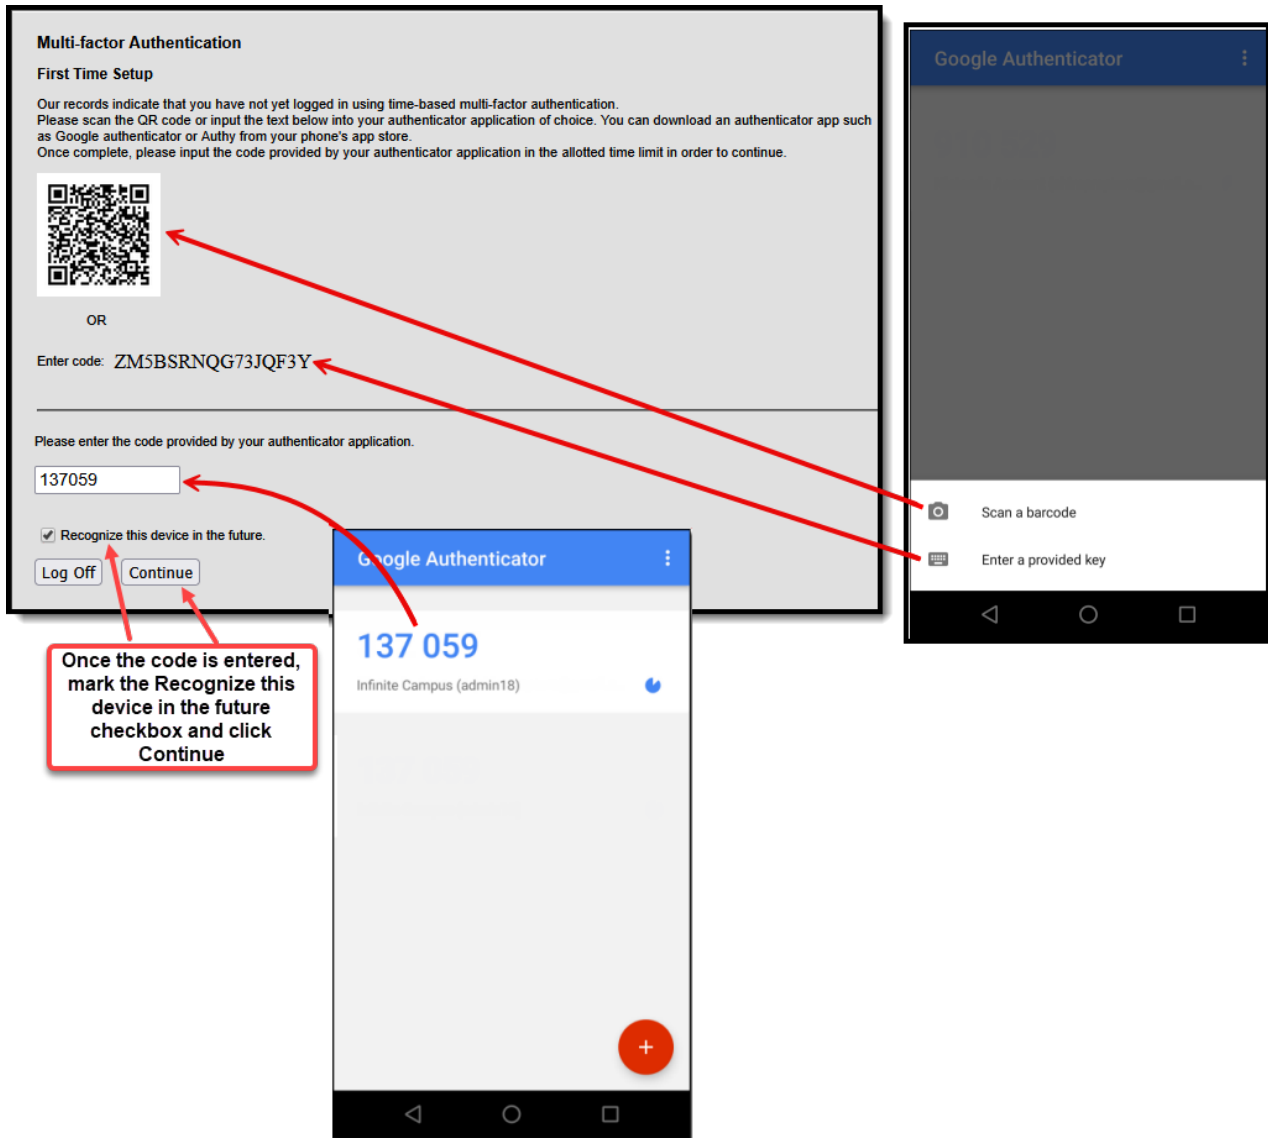 Multi-factor Authentication
First Time Setup
Our records indicate that you have not yet logged in using time-based multi-factor authentication.
Please scan the QR code or input the text below into your authenticator application of choice. You can download an authenticator app such
as Google authenticator or Authy from your phone's app store.
Once complete, please input the code provided by your authenticator application in the allotted time limit in order to continue.
OR
Enter code: ZM5BSRNQG73JQF3Y
Please enter the code provided by your authenticator application.
137059
Recognize this device in the future.
Log Off Continue
Once the code is entered,
mark the Recognize this
device in the future
checkbox and click
Continue
Google Authenticator
137 059
Infinite Campus (admin18)
+
Google Authenticator
Scan a barcode
Enter a provided key